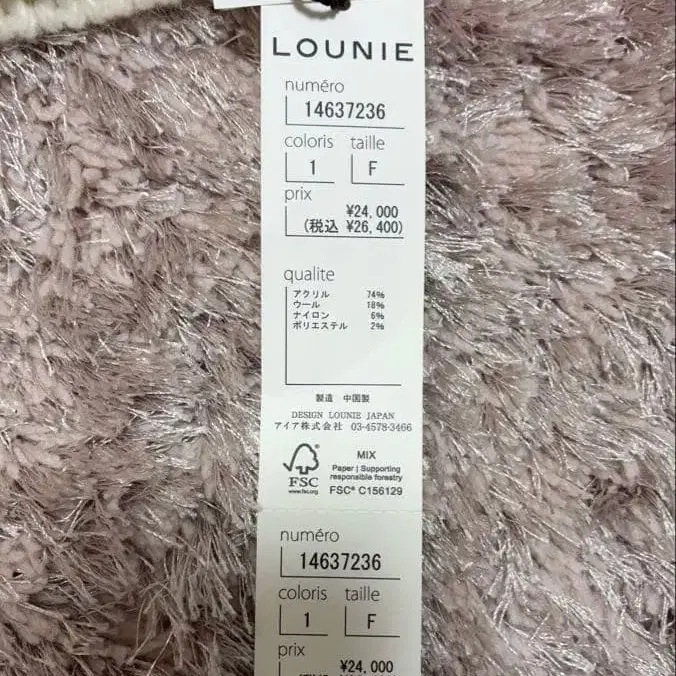 LOUNIE
numéro
14637236
coloris taille
1 F
prix
¥24,000
(税込 ¥26,400)
qualite
アクリル 74%
ウール 18%
ナイロン 6%
ポリエステル 2%
製造 中国製
DESIGN LOUNIE JAPAN
アイア株式会社 03-4578-3466
FSC
www.fsc.org
MIX
Paper | Supporting
responsible forestry
FSC® C156129
numéro
14637236
coloris taille
1 F
prix
¥24,000